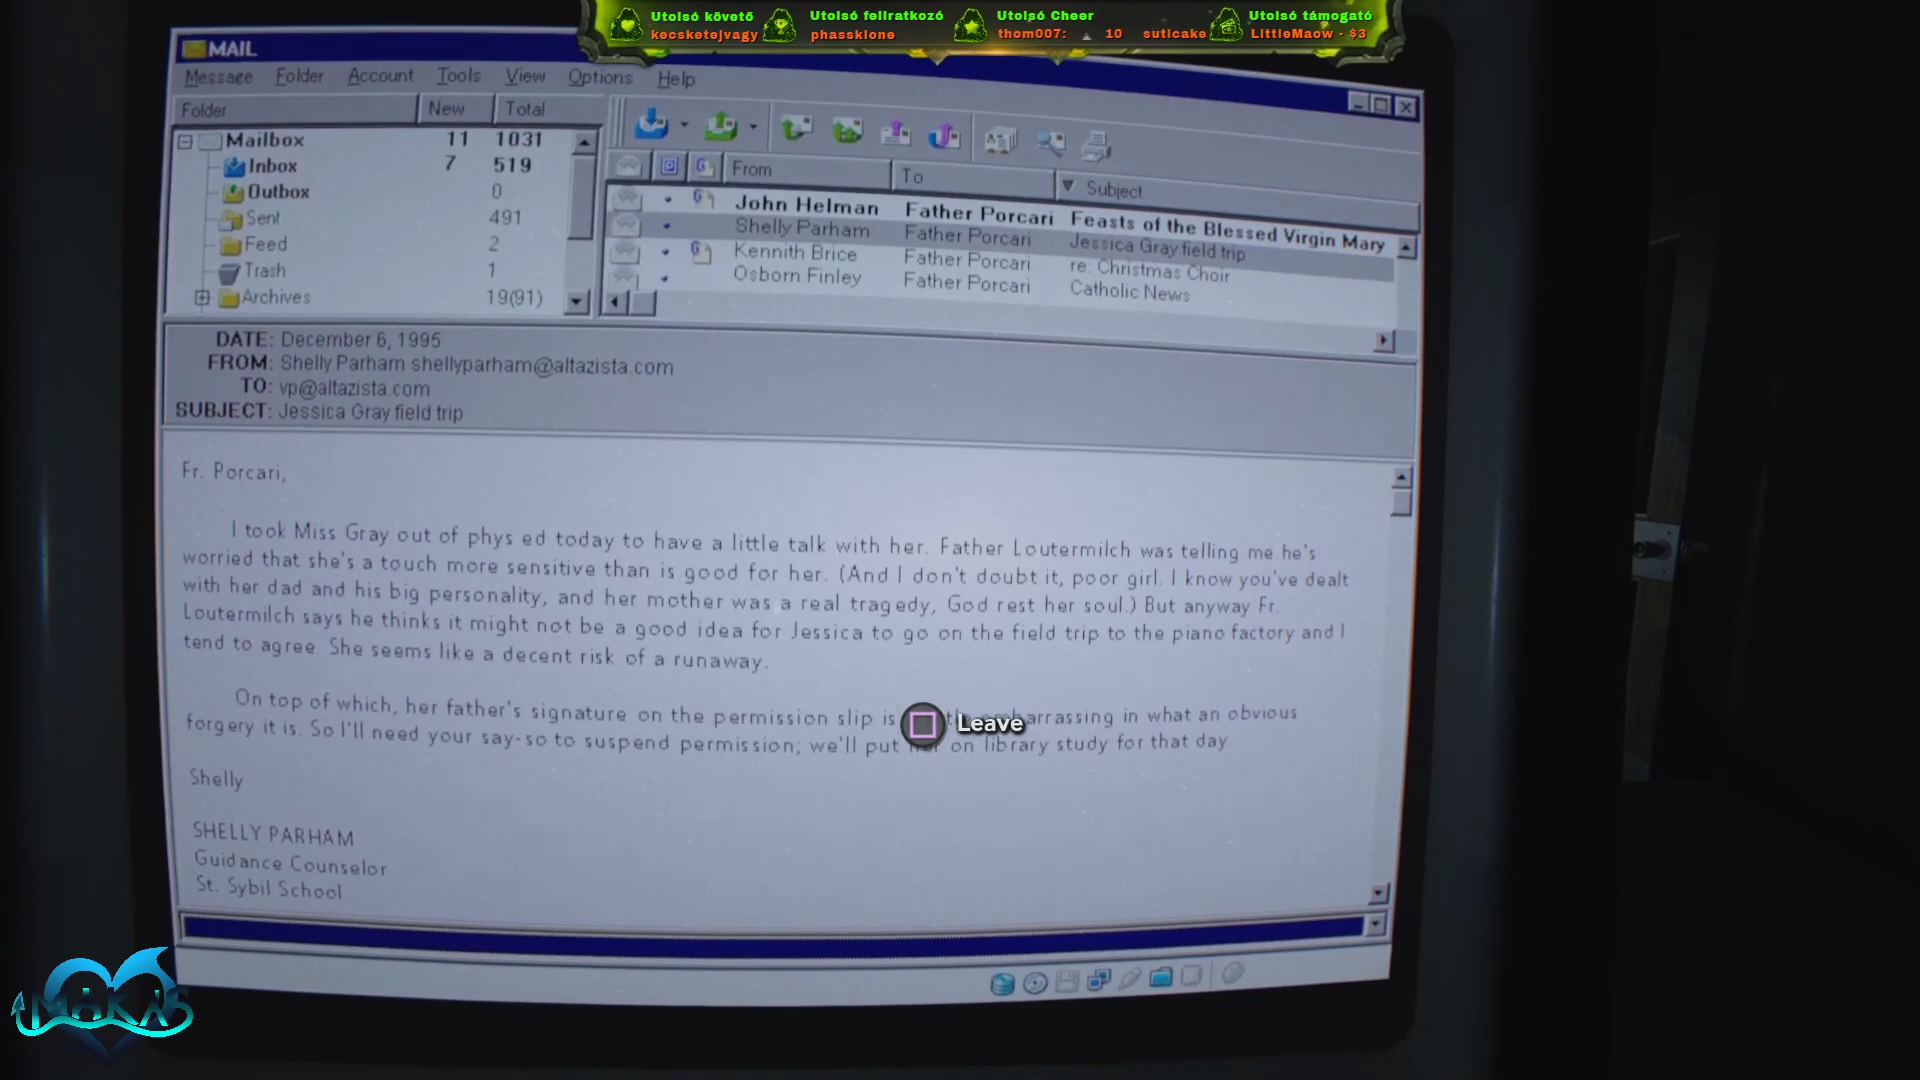 Utolsó követő
kecsketejvagy
Utolsó feliratkozó
phassklone
Utolsó Cheer
thom007: 10 suticake
Utolsó támogató
LittleMaow - $3
MAIL
Message Folder Account Tools View Options Help
Folder New Total
Mailbox 11 1031
Inbox 7 519
Outbox 0
Sent 491
Feed 2
Trash 1
Archives 19(91)
From To Subject
John Helman Father Porcari Feasts of the Blessed Virgin Mary
Shelly Parham Father Porcari Jessica Gray field trip
Kennith Brice Father Porcari re: Christmas Choir
Osborn Finley Father Porcari Catholic News
DATE: December 6, 1995
FROM: Shelly Parham shellyparham@altazista.com
TO: vp@altazista.com
SUBJECT: Jessica Gray field trip
Fr. Porcari,
I took Miss Gray out of phys ed today to have a little talk with her. Father Loutermilch was telling me he's
worried that she's a touch more sensitive than is good for her. (And I don't doubt it, poor girl. I know you've dealt
with her dad and his big personality, and her mother was a real tragedy, God rest her soul.) But anyway Fr.
Loutermilch says he thinks it might not be a good idea for Jessica to go on the field trip to the piano factory and I
tend to agree. She seems like a decent risk of a runaway.
On top of which, her father's signature on the permission slip is embarrassing in what an obvious
forgery it is. So I'll need your say-so to suspend permission; we'll put her on library study for that day.
Leave
Shelly
SHELLY PARHAM
Guidance Counselor
St. Sybil School
MOKAS